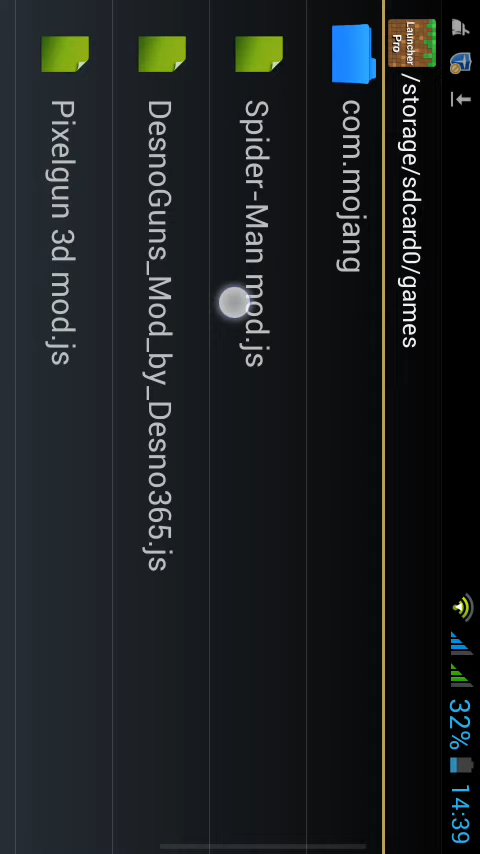 32% 14:39
Launcher
Pro
/storage/sdcard0/games
com.mojang
Spider-Man mod.js
DesnoGuns_Mod_by_Desno365.js
Pixelgun 3d mod.js